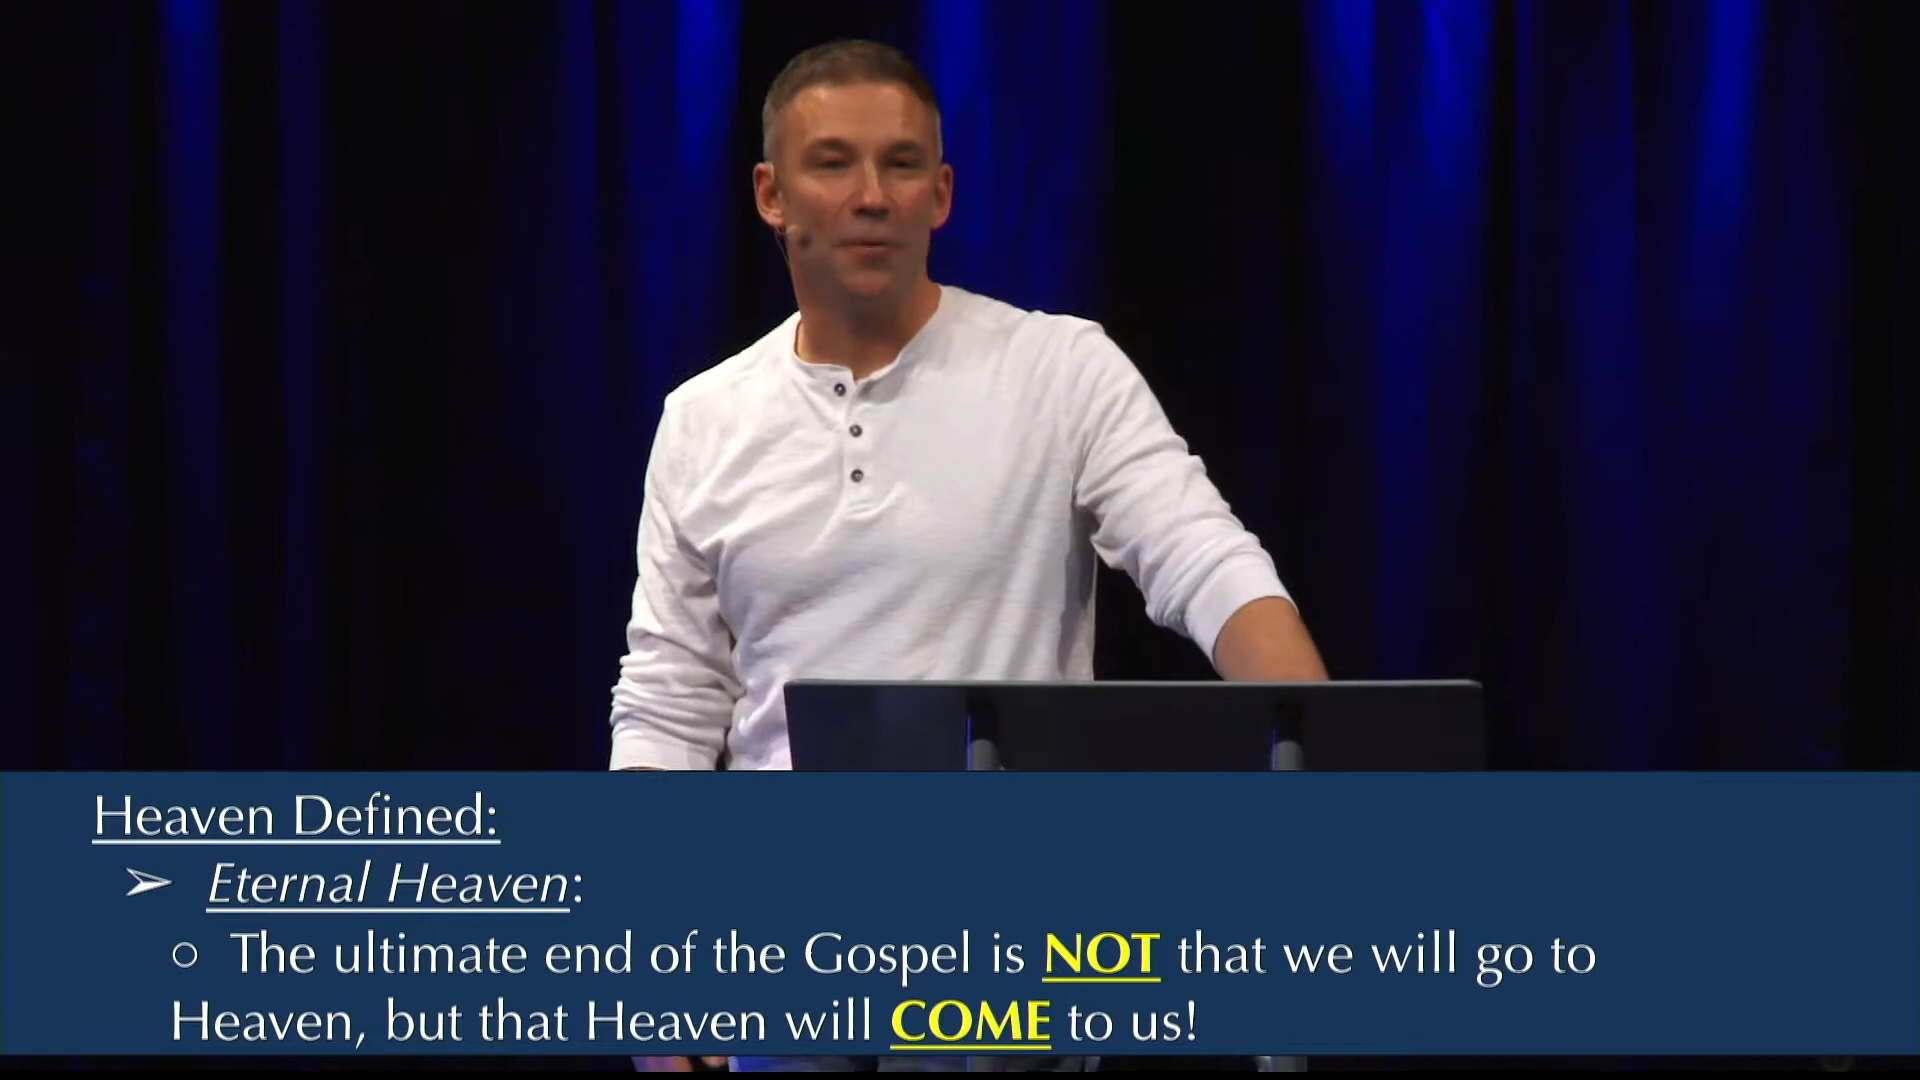 Heaven Defined:
➢ Eternal Heaven:
○ The ultimate end of the Gospel is NOT that we will go to
Heaven, but that Heaven will COME to us!